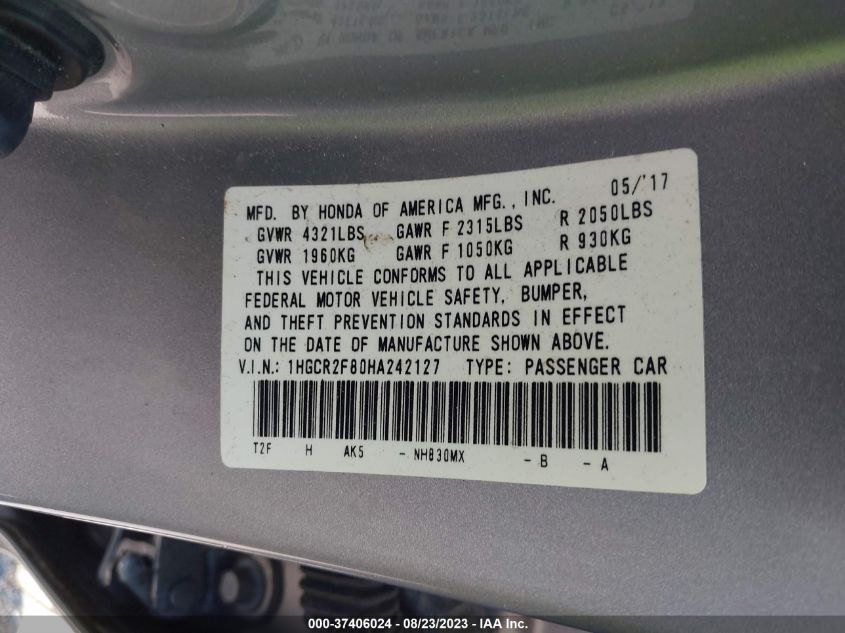 MFD. BY HONDA OF AMERICA MFG., INC. 05/'17
GVWR 4321LBS GAWR F 2315LBS R 2050LBS
GVWR 1960KG GAWR F 1050KG R 930KG
THIS VEHICLE CONFORMS TO ALL APPLICABLE
FEDERAL MOTOR VEHICLE SAFETY, BUMPER,
AND THEFT PREVENTION STANDARDS IN EFFECT
ON THE DATE OF MANUFACTURE SHOWN ABOVE.
V.I.N.: 1HGCR2F80HA242127 TYPE: PASSENGER CAR
T2F H AK5 - NH830MX - B - A
000-37406024 / 08/23/2023 - IAA Inc.